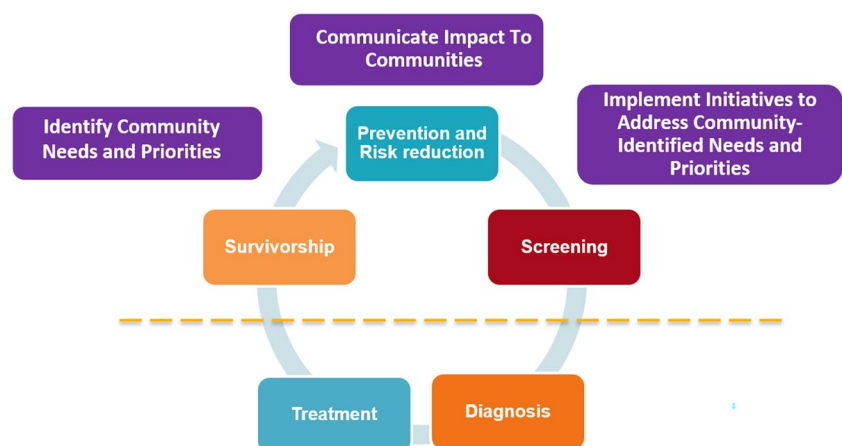 Communicate Impact To
Communities
Identify Community
Needs and Priorities
Prevention and
Risk reduction
Implement Initiatives to
Address Community-
Identified Needs and
Priorities
Survivorship
Screening
Treatment
Diagnosis